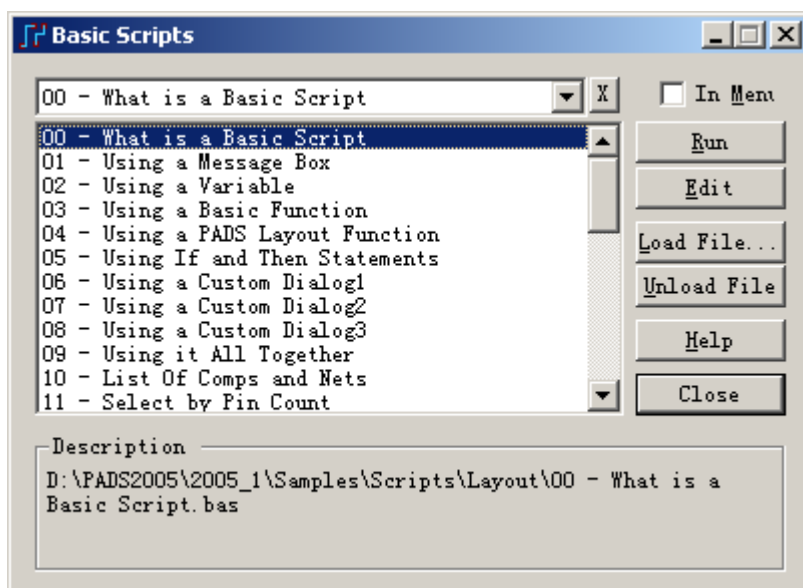 Basic Scripts
00 - What is a Basic Script
X
In Menu
00 - What is a Basic Script
01 - Using a Message Box
02 - Using a Variable
03 - Using a Basic Function
04 - Using a PADS Layout Function
05 - Using If and Then Statements
06 - Using a Custom Dialog1
07 - Using a Custom Dialog2
08 - Using a Custom Dialog3
09 - Using it All Together
10 - List Of Comps and Nets
11 - Select by Pin Count
Run
Edit
Load File...
Unload File
Help
Close
Description
D:\PADS2005\2005_1\Samples\Scripts\Layout\00 - What is a
Basic Script.bas